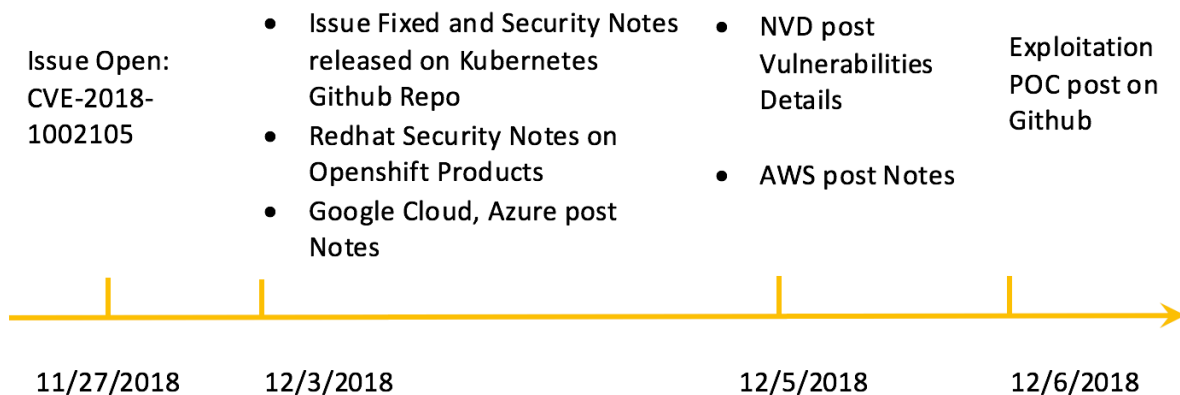 Issue Open:
CVE-2018-
1002105
• Issue Fixed and Security Notes
released on Kubernetes
Github Repo
• Redhat Security Notes on
Openshift Products
• Google Cloud, Azure post
Notes
• NVD post
Vulnerabilities
Details
• AWS post Notes
Exploitation
POC post on
Github
11/27/2018
12/3/2018
12/5/2018
12/6/2018